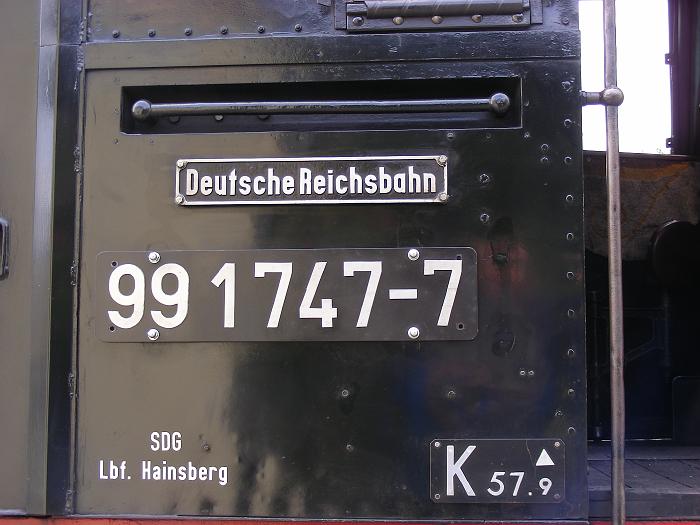 Deutsche Reichsbahn
99 1747-7
SDG
Lbf. Hainsberg
K 57.9